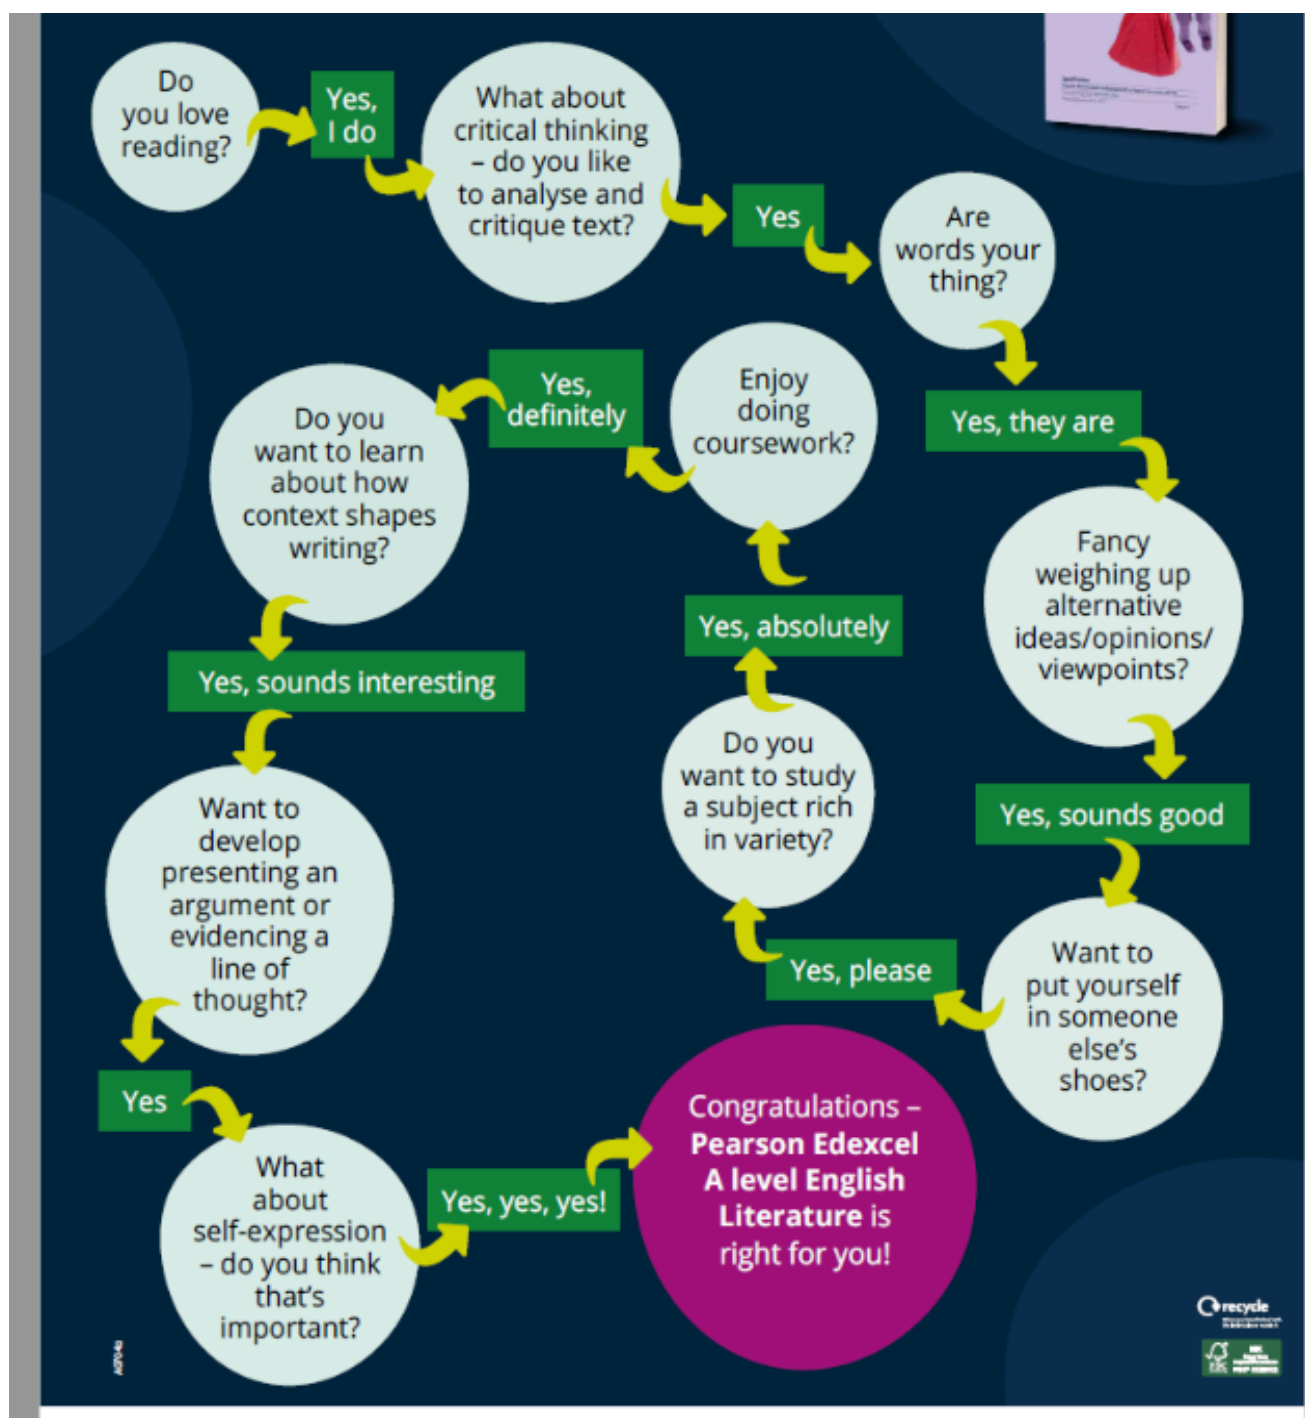 Do
you love
reading?
Yes,
I do
What about
critical thinking
– do you like
to analyse and
critique text?
Yes
Are
words your
thing?
Yes, they are
Fancy
weighing up
alternative
ideas/opinions/
viewpoints?
Yes, sounds good
Want to
put yourself
in someone
else's
shoes?
Yes, please
Do you
want to study
a subject rich
in variety?
Yes, absolutely
Enjoy
doing
coursework?
Yes,
definitely
Do you
want to learn
about how
context shapes
writing?
Yes, sounds interesting
Want to
develop
presenting an
argument or
evidencing a
line of
thought?
Yes
What
about
self-expression
– do you think
that's
important?
Yes, yes, yes!
Congratulations –
Pearson Edexcel
A level English
Literature is
right for you!
recycle